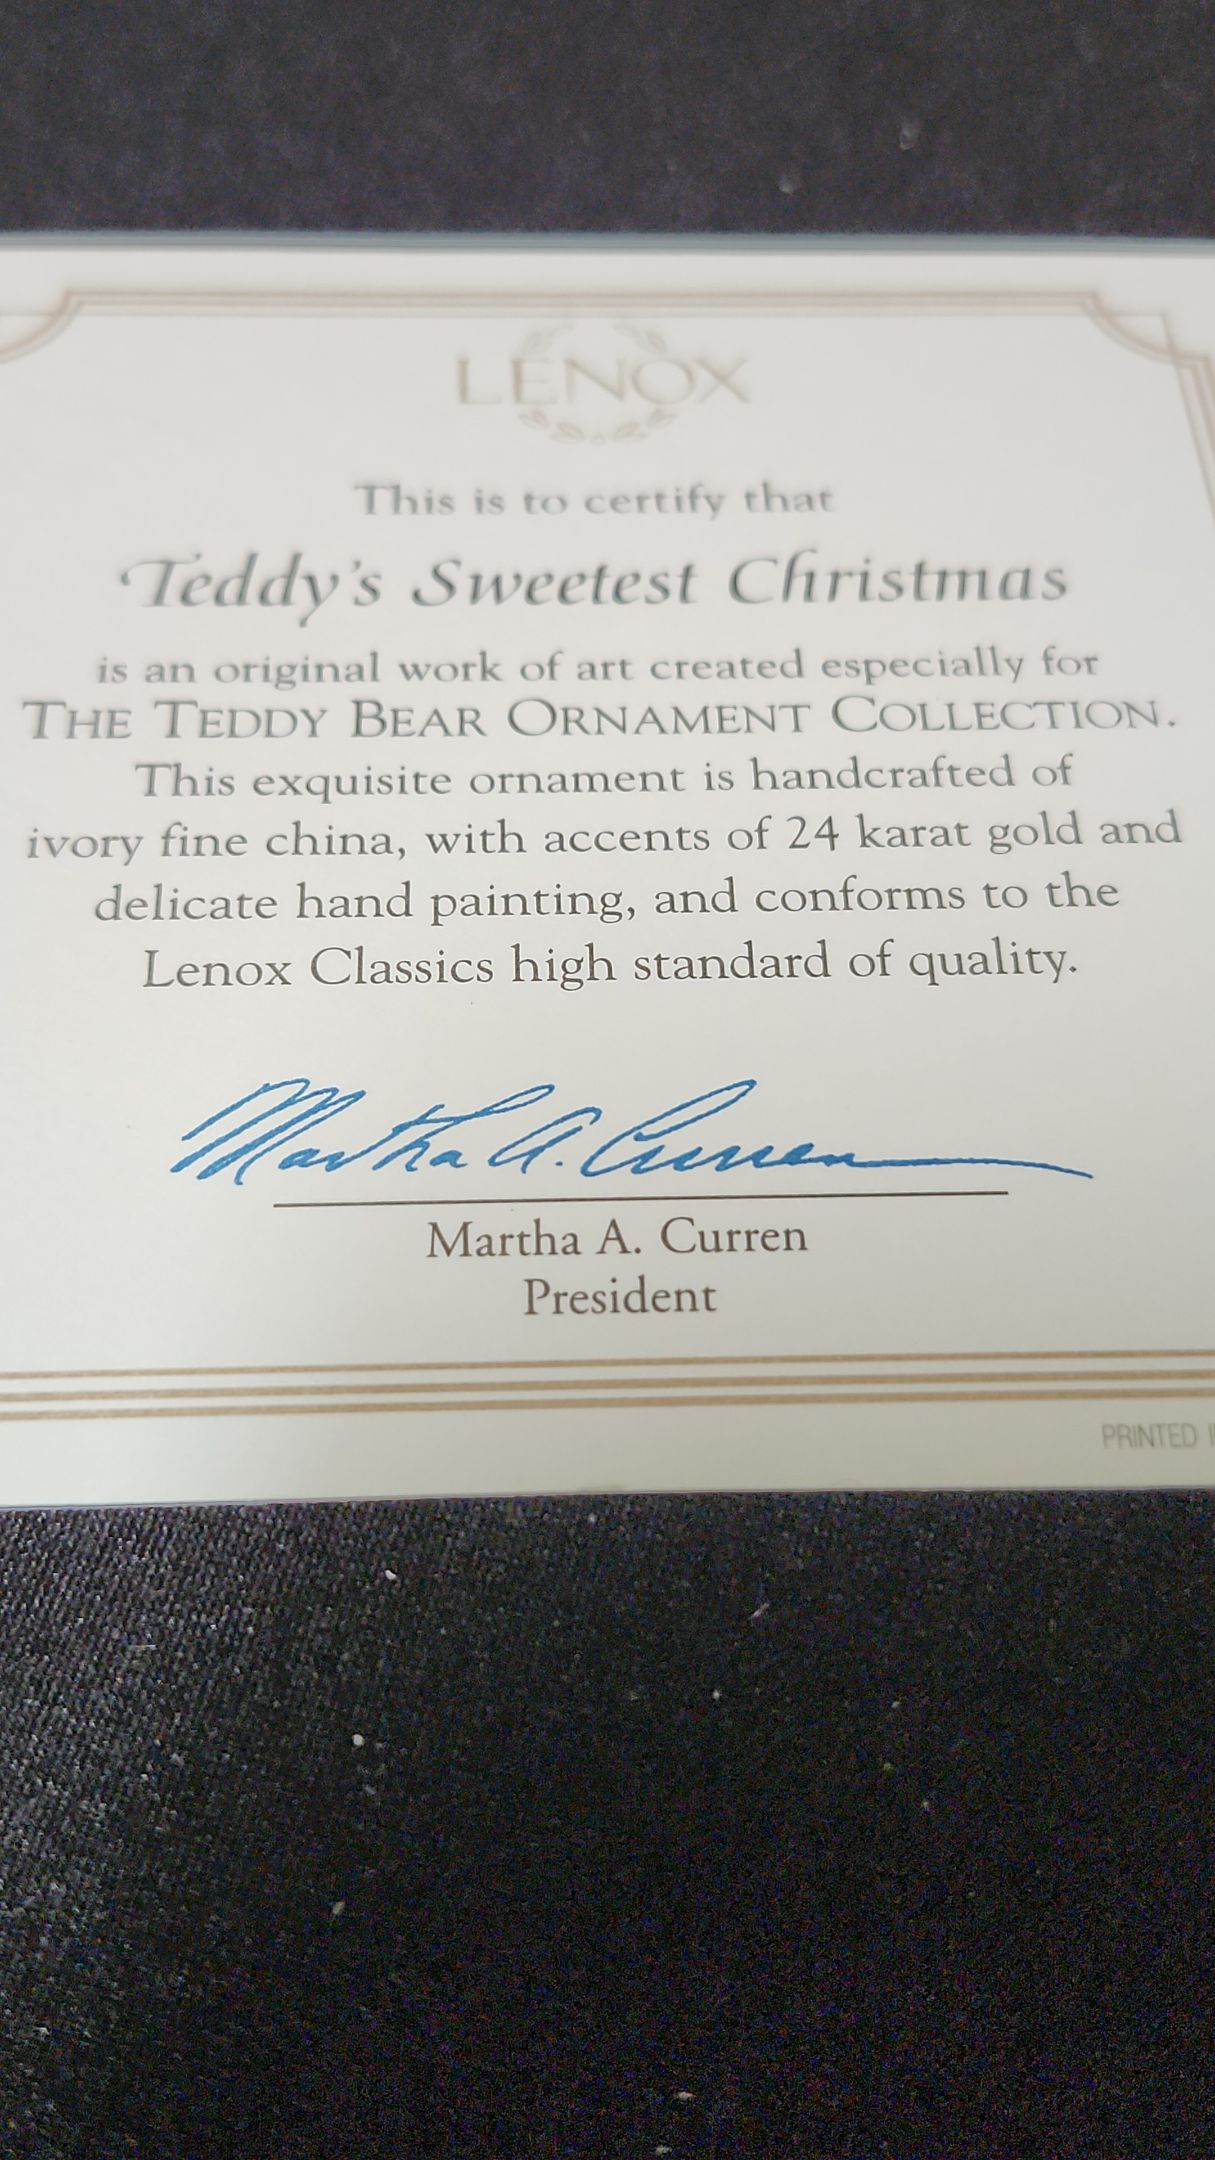 LENOX
This is to certify that
Teddy's Sweetest Christmas
is an original work of art created especially for
THE TEDDY BEAR ORNAMENT COLLECTION.
This exquisite ornament is handcrafted of
ivory fine china, with accents of 24 karat gold and
delicate hand painting, and conforms to the
Lenox Classics high standard of quality.
Martha A. Curren
Martha A. Curren
President
PRINTED